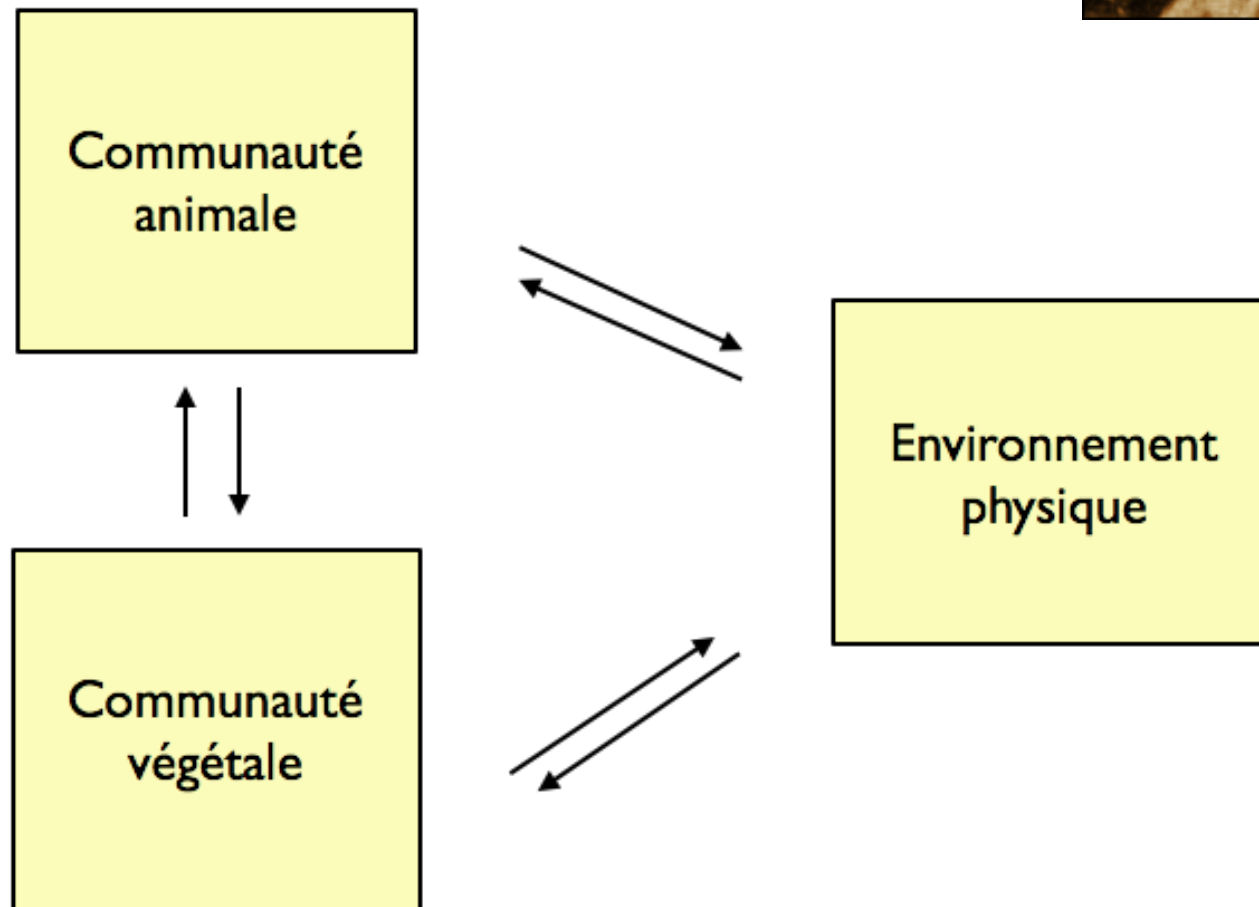 Communauté
animale
Environnement
physique
Communauté
végétale